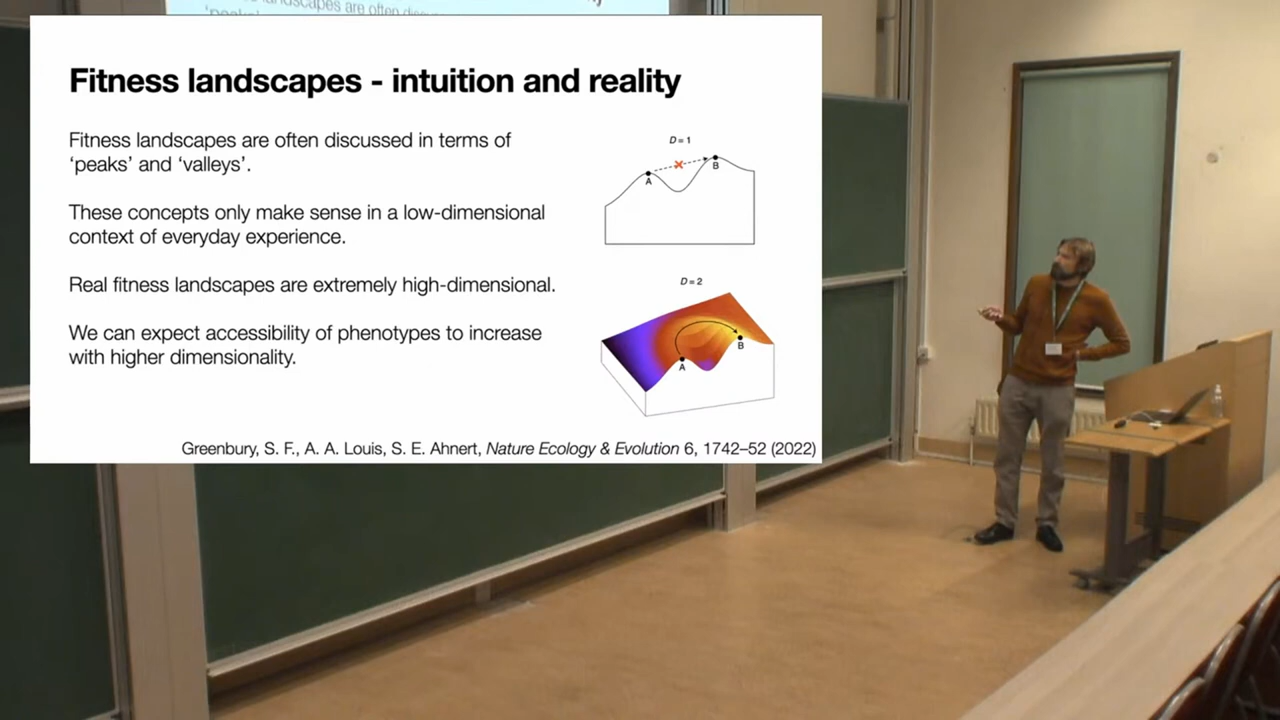 scapes are often
Fitness landscapes - intuition and reality
Fitness landscapes are often discussed in terms of
‘peaks’ and ‘valleys’.
These concepts only make sense in a low-dimensional
context of everyday experience.
Real fitness landscapes are extremely high-dimensional.
We can expect accessibility of phenotypes to increase
with higher dimensionality.
D = 1
A
B
D = 2
A
B
Greenbury, S. F., A. A. Louis, S. E. Ahnert, Nature Ecology & Evolution 6, 1742–52 (2022)